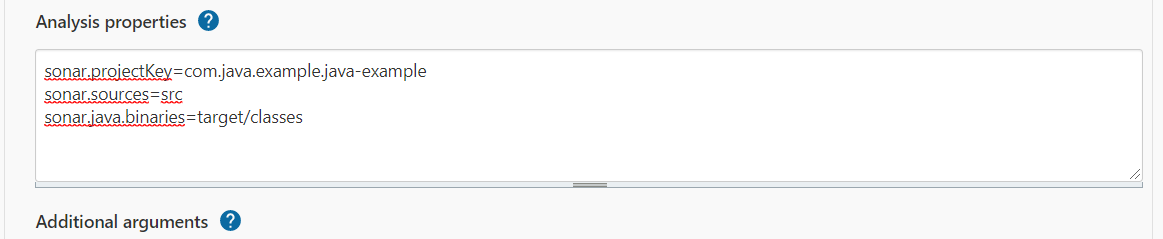 Analysis properties ?
sonar.projectKey=com.java.example.java-example
sonar.sources=src
sonar.java.binaries=target/classes
Additional arguments ?